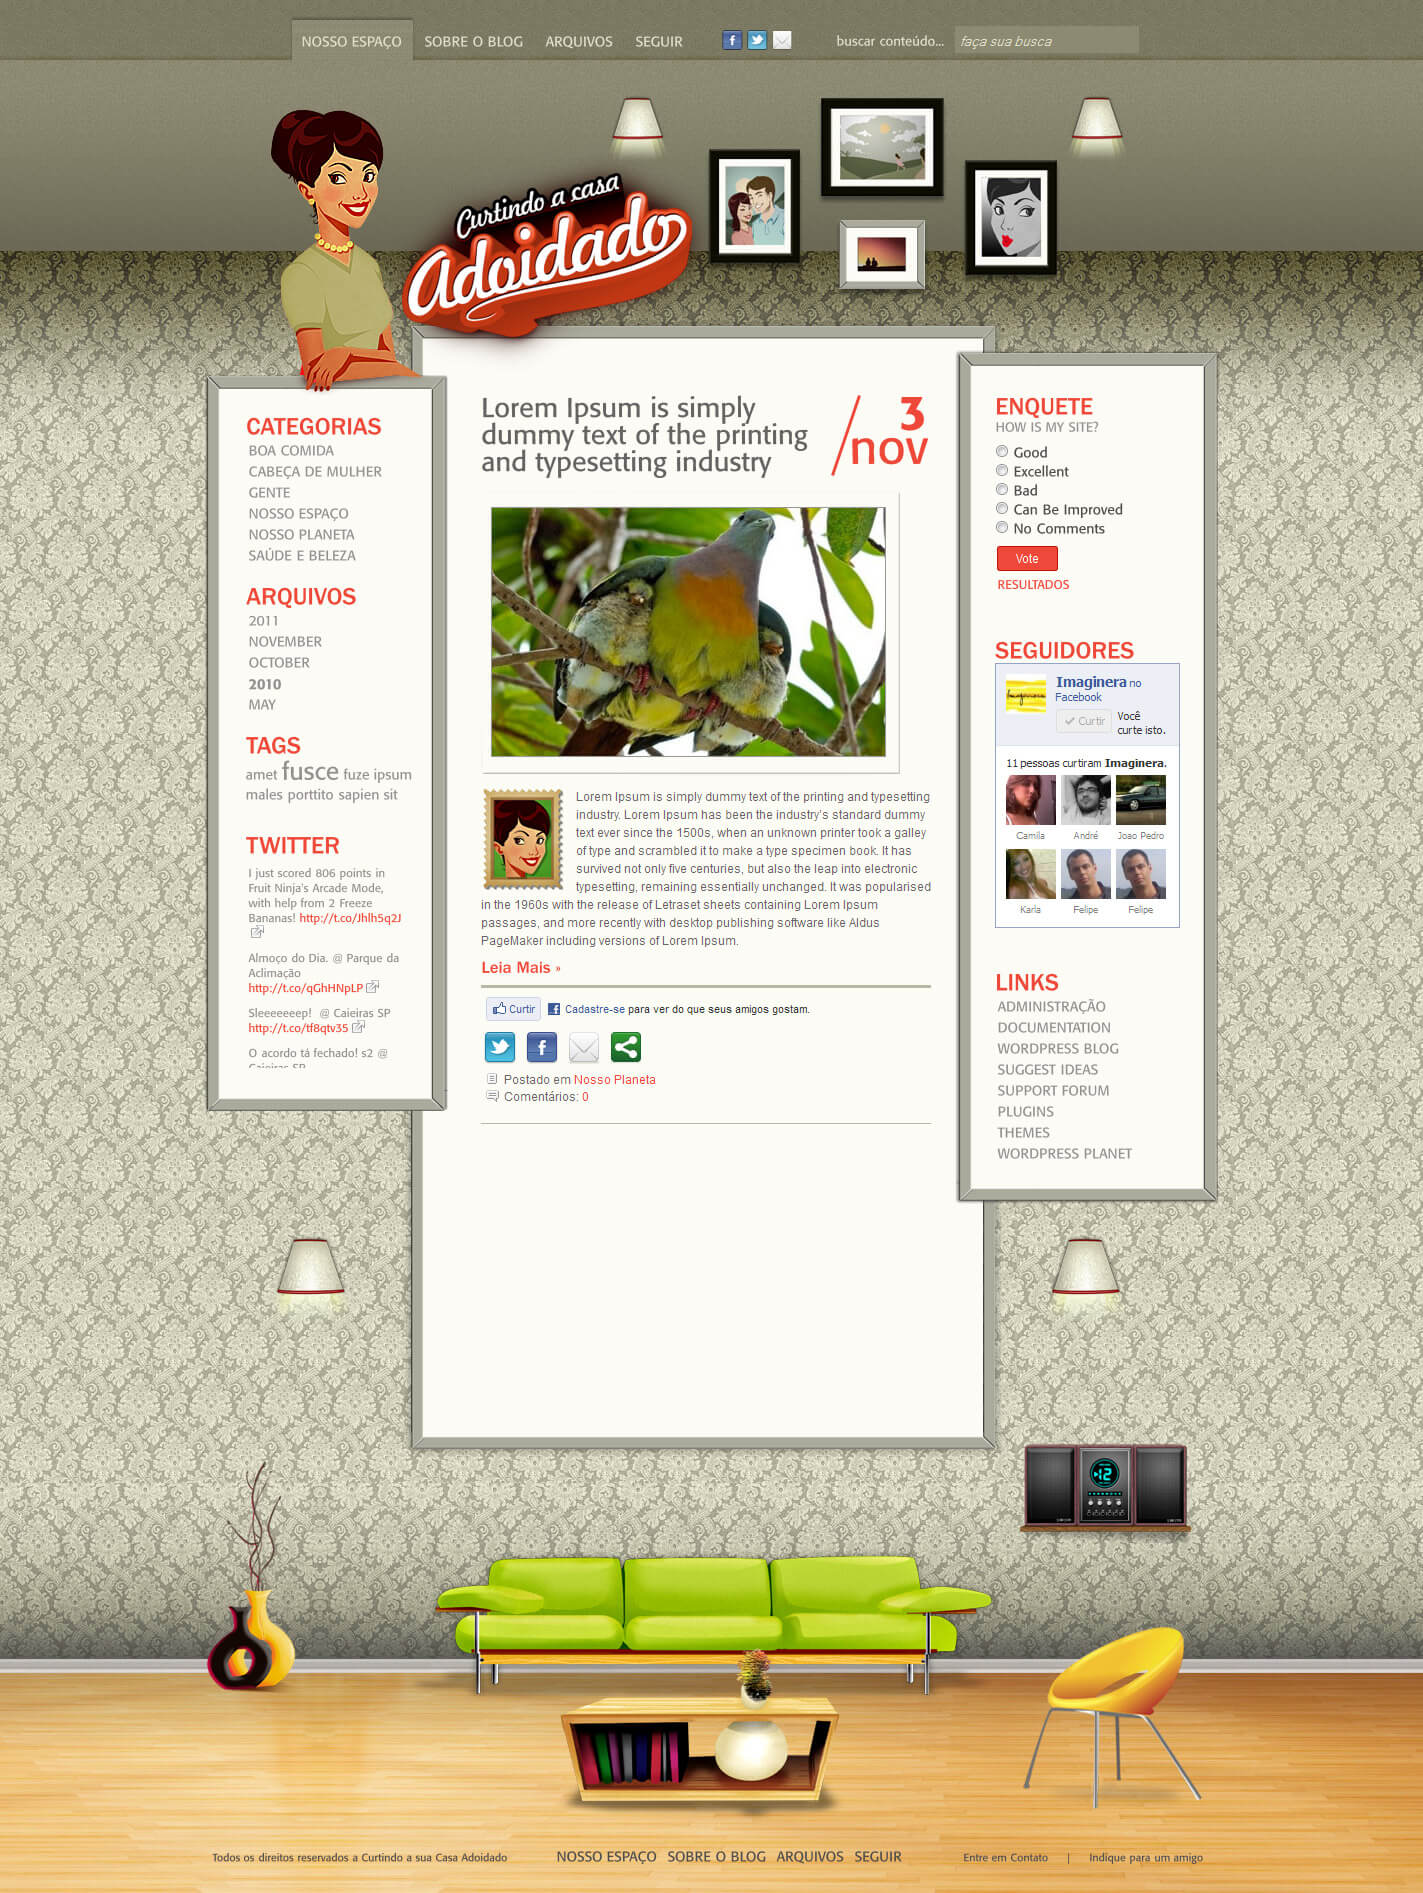 NOSSO ESPAÇO
SOBRE O BLOG
ARQUIVOS
SEGUIR
buscar conteúdo...
faça sua busca
Curtindo a casa
Adoidado
CATEGORIAS
BOA COMIDA
CABEÇA DE MULHER
GENTE
NOSSO ESPAÇO
NOSSO PLANETA
SAÚDE E BELEZA
ARQUIVOS
2011
NOVEMBER
OCTOBER
2010
MAY
TAGS
amet fusce fuze ipsum
males porttito sapien sit
TWITTER
I just scored 806 points in
Fruit Ninja's Arcade Mode,
with help from 2 Freeze
Bananas! http://t.co/Jhlh5q2J
Almoço do Dia. @ Parque da
Aclimação
http://t.co/qGhHNpLP
Sleeeeeeep! @ Caieiras SP
http://t.co/tf8qtv35
O acordo tá fechado! s2 @
Caieiras SP
Lorem Ipsum is simply
dummy text of the printing
and typesetting industry
3
nov
Lorem Ipsum is simply dummy text of the printing and typesetting
industry. Lorem Ipsum has been the industry's standard dummy
text ever since the 1500s, when an unknown printer took a galley
of type and scrambled it to make a type specimen book. It has
survived not only five centuries, but also the leap into electronic
typesetting, remaining essentially unchanged. It was popularised
in the 1960s with the release of Letraset sheets containing Lorem Ipsum
passages, and more recently with desktop publishing software like Aldus
PageMaker including versions of Lorem Ipsum.
Leia Mais »
Curtir
Cadastre-se para ver do que seus amigos gostam.
Postado em Nosso Planeta
Comentários: 0
ENQUETE
HOW IS MY SITE?
Good
Excellent
Bad
Can Be Improved
No Comments
Vote
RESULTADOS
SEGUIDORES
Imaginera no
Facebook
Curtir
Você
curte isto.
11 pessoas curtiram Imaginera.
Camila
André
Joao Pedro
Karla
Felipe
Felipe
LINKS
ADMINISTRAÇÃO
DOCUMENTATION
WORDPRESS BLOG
SUGGEST IDEAS
SUPPORT FORUM
PLUGINS
THEMES
WORDPRESS PLANET
12
Todos os direitos reservados a Curtindo a sua Casa Adoidado
NOSSO ESPAÇO
SOBRE O BLOG
ARQUIVOS
SEGUIR
Entre em Contato | Indique para um amigo